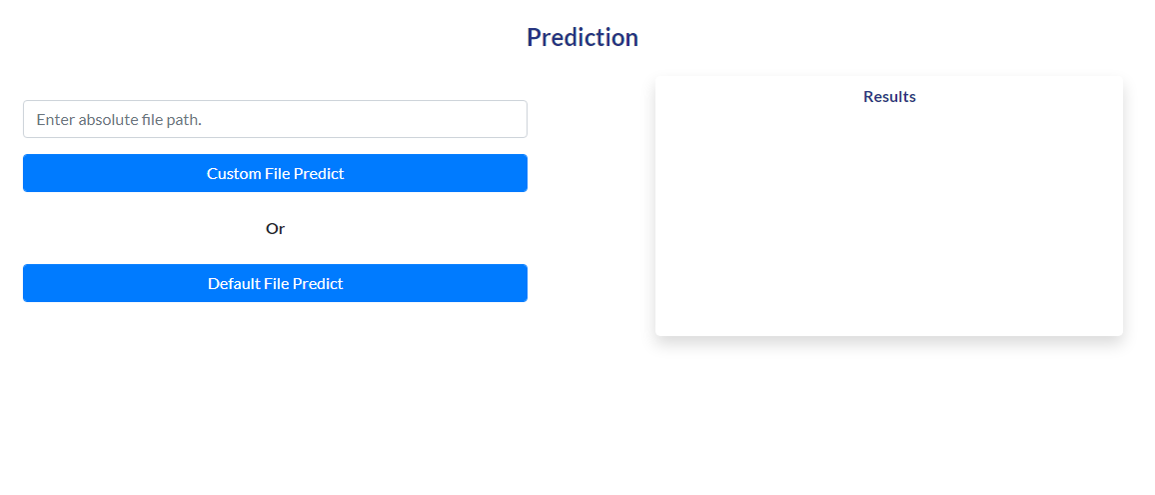 Prediction
Enter absolute file path.
Custom File Predict
Or
Default File Predict
Results